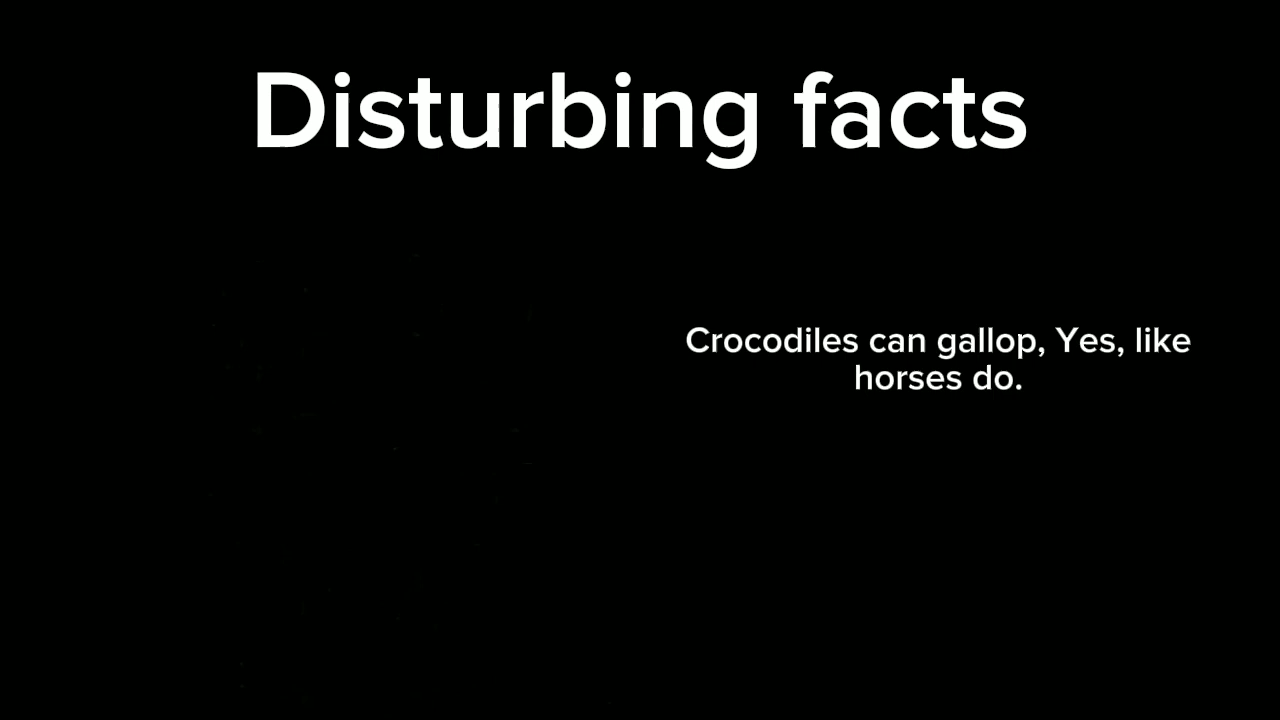 Disturbing facts
Crocodiles can gallop, Yes, like
horses do.